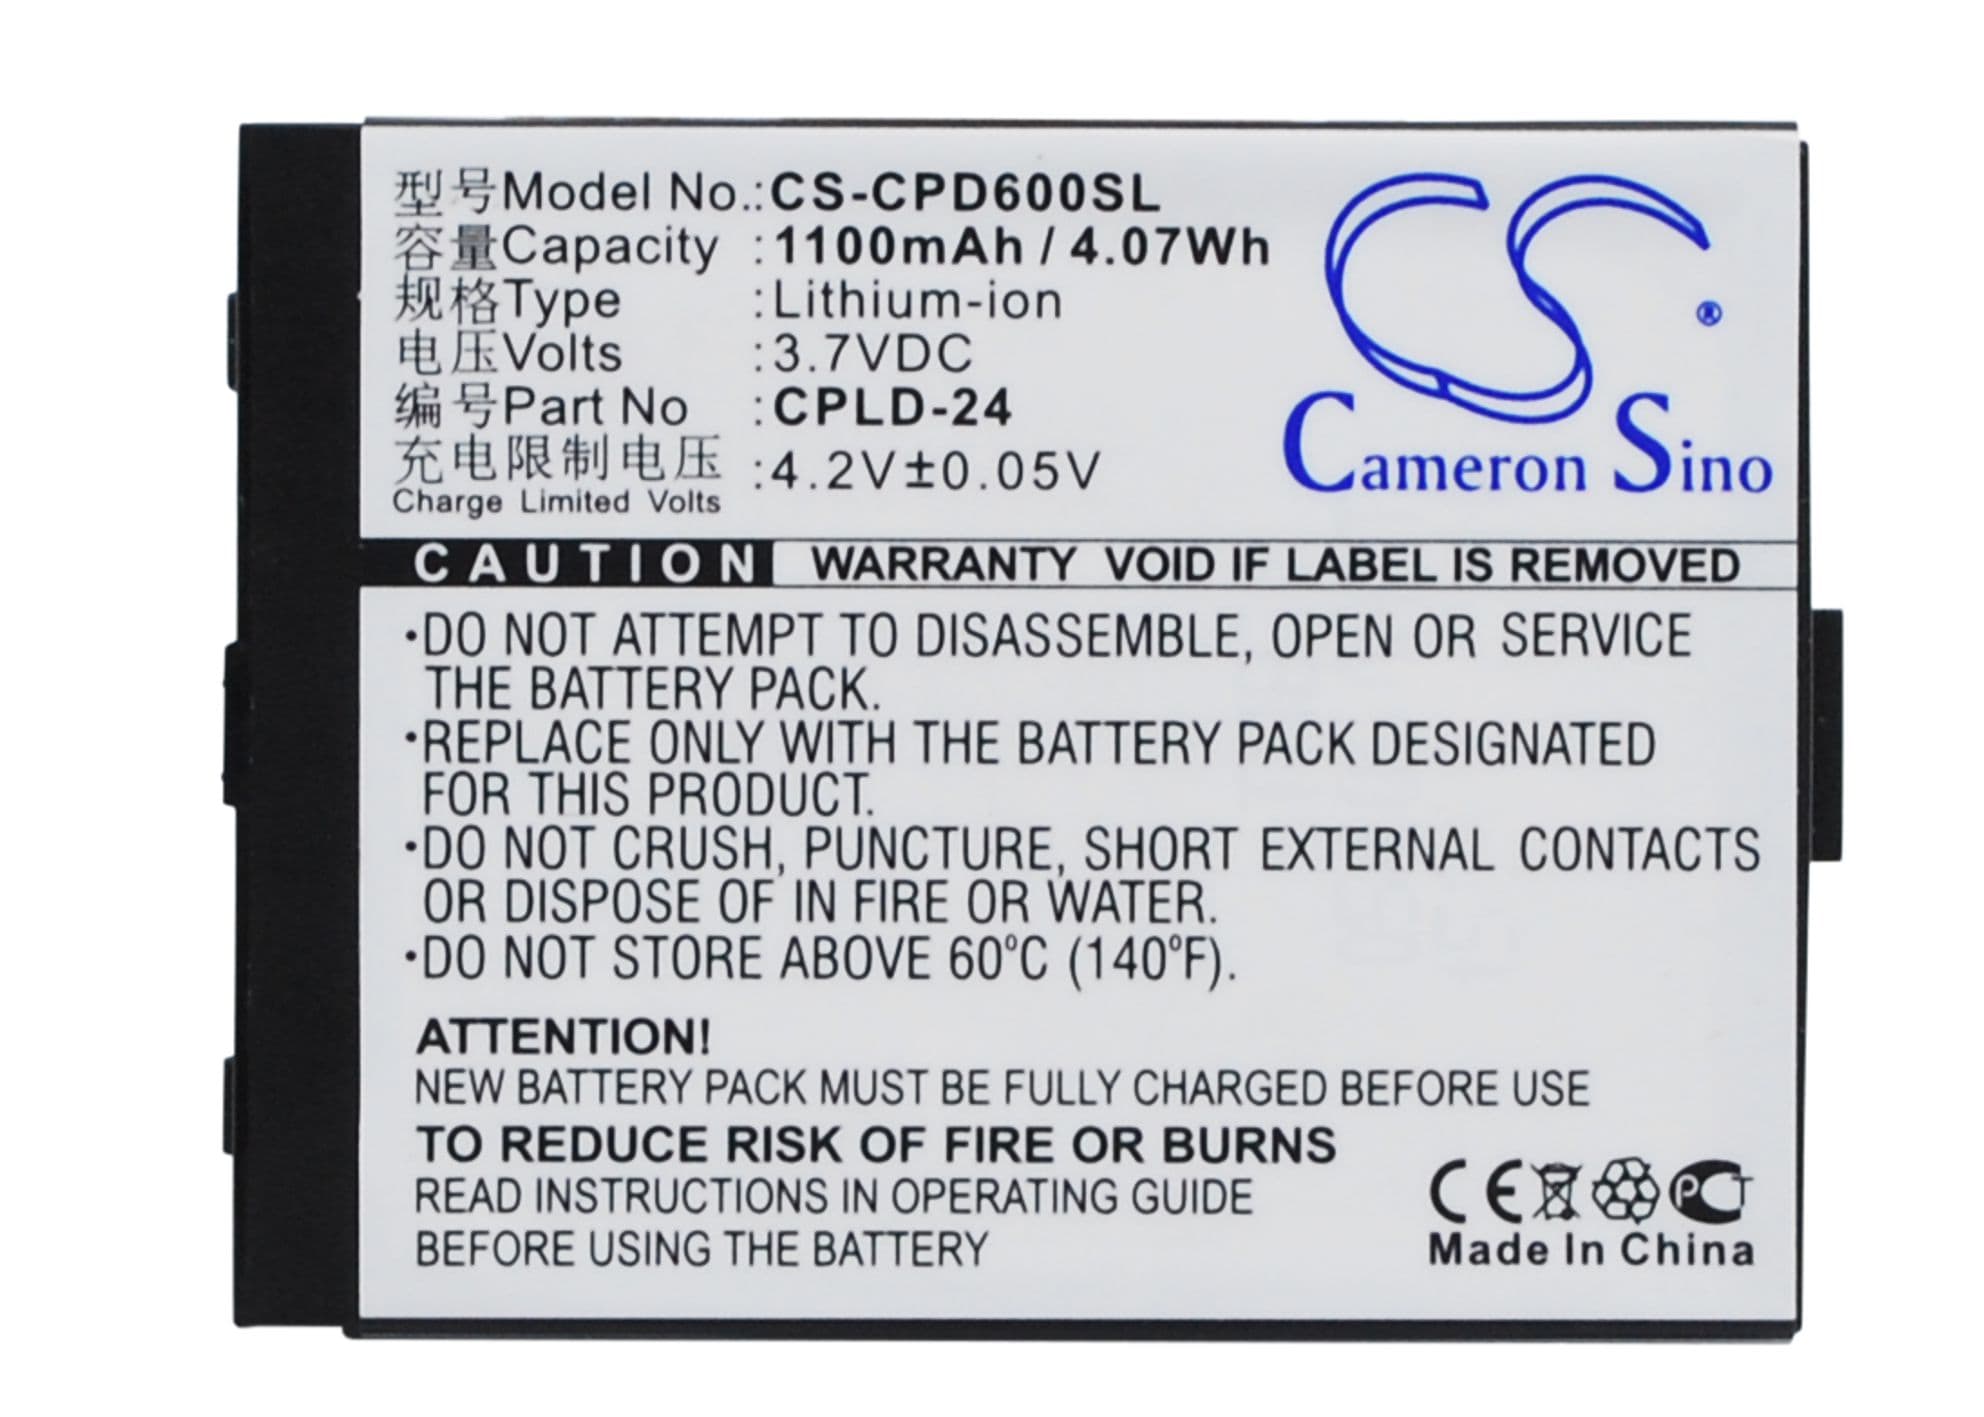 型号Model No.:CS-CPD600SL
容量Capacity :1100mAh / 4.07Wh
规格Type :Lithium-ion
电压Volts :3.7VDC
编号Part No :CPLD-24
充电限制电压 :4.2V±0.05V
Charge Limited Volts
CS®
Cameron Sino
CAUTION WARRANTY VOID IF LABEL IS REMOVED
·DO NOT ATTEMPT TO DISASSEMBLE, OPEN OR SERVICE
THE BATTERY PACK.
·REPLACE ONLY WITH THE BATTERY PACK DESIGNATED
FOR THIS PRODUCT.
·DO NOT CRUSH, PUNCTURE, SHORT EXTERNAL CONTACTS
OR DISPOSE OF IN FIRE OR WATER.
·DO NOT STORE ABOVE 60°C (140°F).
ATTENTION!
NEW BATTERY PACK MUST BE FULLY CHARGED BEFORE USE
TO REDUCE RISK OF FIRE OR BURNS
READ INSTRUCTIONS IN OPERATING GUIDE
BEFORE USING THE BATTERY
CE PCT
Made In China